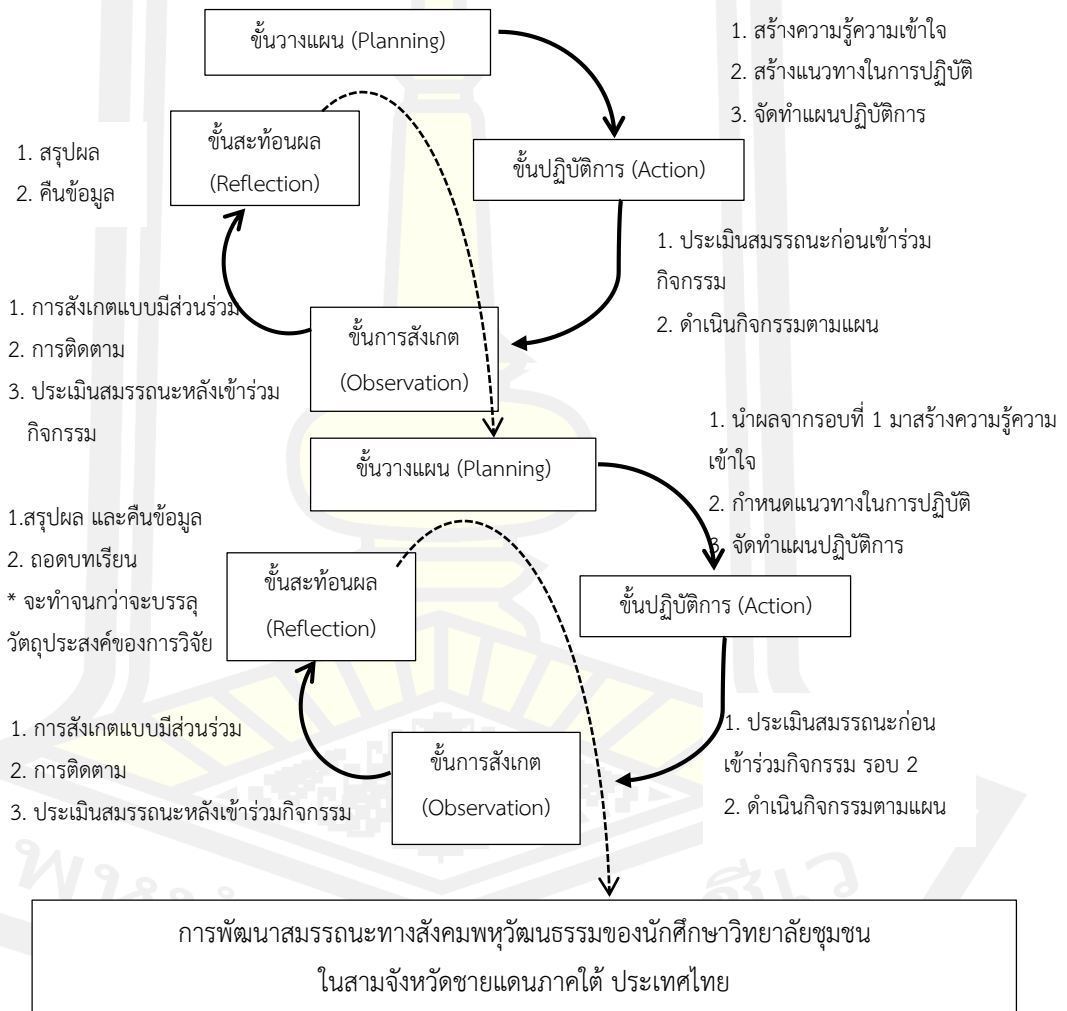 ขั้นวางแผน (Planning)
1. สร้างความรู้ความเข้าใจ
2. สร้างแนวทางในการปฏิบัติ
3. จัดทำแผนปฏิบัติการ
ขั้นปฏิบัติการ (Action)
1. ประเมินสมรรถนะก่อนเข้าร่วม
กิจกรรม
2. ดำเนินกิจกรรมตามแผน
ขั้นการสังเกต
(Observation)
1. การสังเกตแบบมีส่วนร่วม
2. การติดตาม
3. ประเมินสมรรถนะหลังเข้าร่วม
กิจกรรม
ขั้นสะท้อนผล
(Reflection)
1. สรุปผล
2. คืนข้อมูล
ขั้นวางแผน (Planning)
1. นำผลจากรอบที่ 1 มาสร้างความรู้ความ
เข้าใจ
2. กำหนดแนวทางในการปฏิบัติ
3. จัดทำแผนปฏิบัติการ
ขั้นปฏิบัติการ (Action)
1. ประเมินสมรรถนะก่อน
เข้าร่วมกิจกรรม รอบ 2
2. ดำเนินกิจกรรมตามแผน
ขั้นการสังเกต
(Observation)
1. การสังเกตแบบมีส่วนร่วม
2. การติดตาม
3. ประเมินสมรรถนะหลังเข้าร่วมกิจกรรม
ขั้นสะท้อนผล
(Reflection)
1.สรุปผล และคืนข้อมูล
2. ถอดบทเรียน
* จะทำจนกว่าจะบรรลุ
วัตถุประสงค์ของการวิจัย
การพัฒนาสมรรถนะทางสังคมพหุวัฒนธรรมของนักศึกษาวิทยาลัยชุมชน
ในสามจังหวัดชายแดนภาคใต้ ประเทศไทย